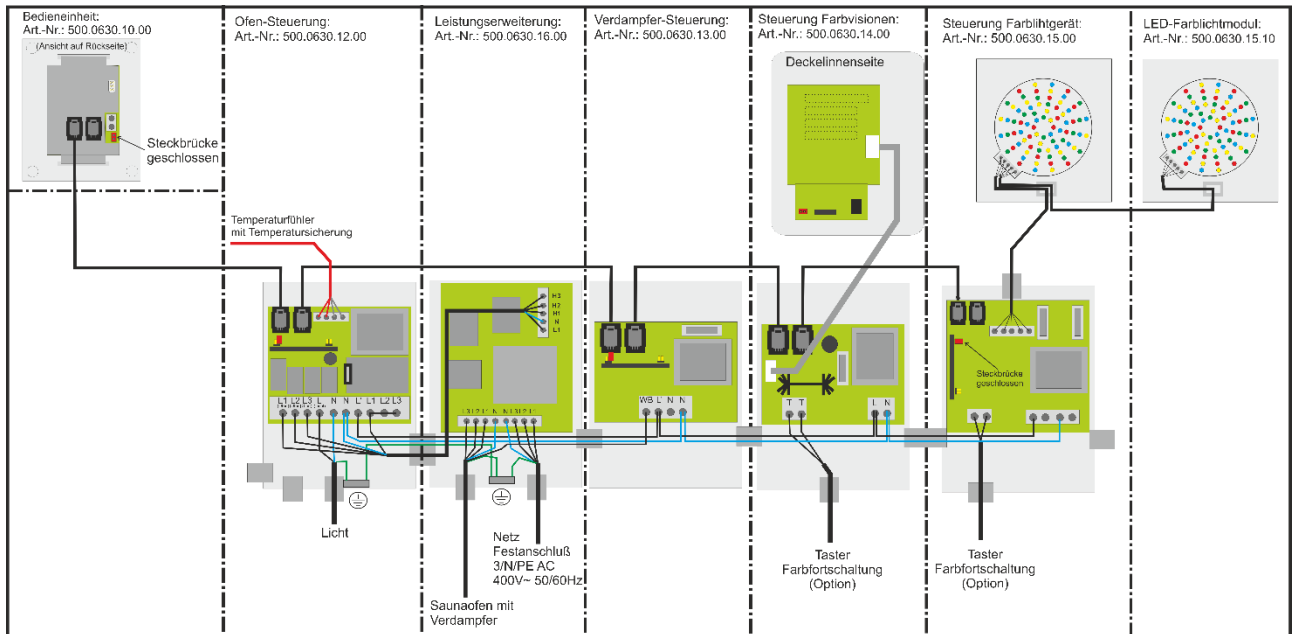 Bedieneinheit:
Art.-Nr.: 500.0630.10.00
(Ansicht auf Rückseite)
Steckbrücke
geschlossen
Ofen-Steuerung:
Art.-Nr.: 500.0630.12.00
Temperaturfühler
mit Temperatursicherung
L1 L2 L3 L N N L' L1 L2 L3
Licht
Leistungserweiterung:
Art.-Nr.: 500.0630.16.00
H3
H2
H1
N
L1
Netz
Festanschluß
3/N/PE AC
400V~ 50/60Hz
Saunaofen mit
Verdampfer
Verdampfer-Steuerung:
Art.-Nr.: 500.0630.13.00
WB L' N N
Steuerung Farbvisionen:
Art.-Nr.: 500.0630.14.00
Deckelinnenseite
T T L N
Taster
Farbfortschaltung
(Option)
Steuerung Farblihtgerät:
Art.-Nr.: 500.0630.15.00
Steckbrücke
geschlossen
Taster
Farbfortschaltung
(Option)
LED-Farblichtmodul:
Art.-Nr.: 500.0630.15.10